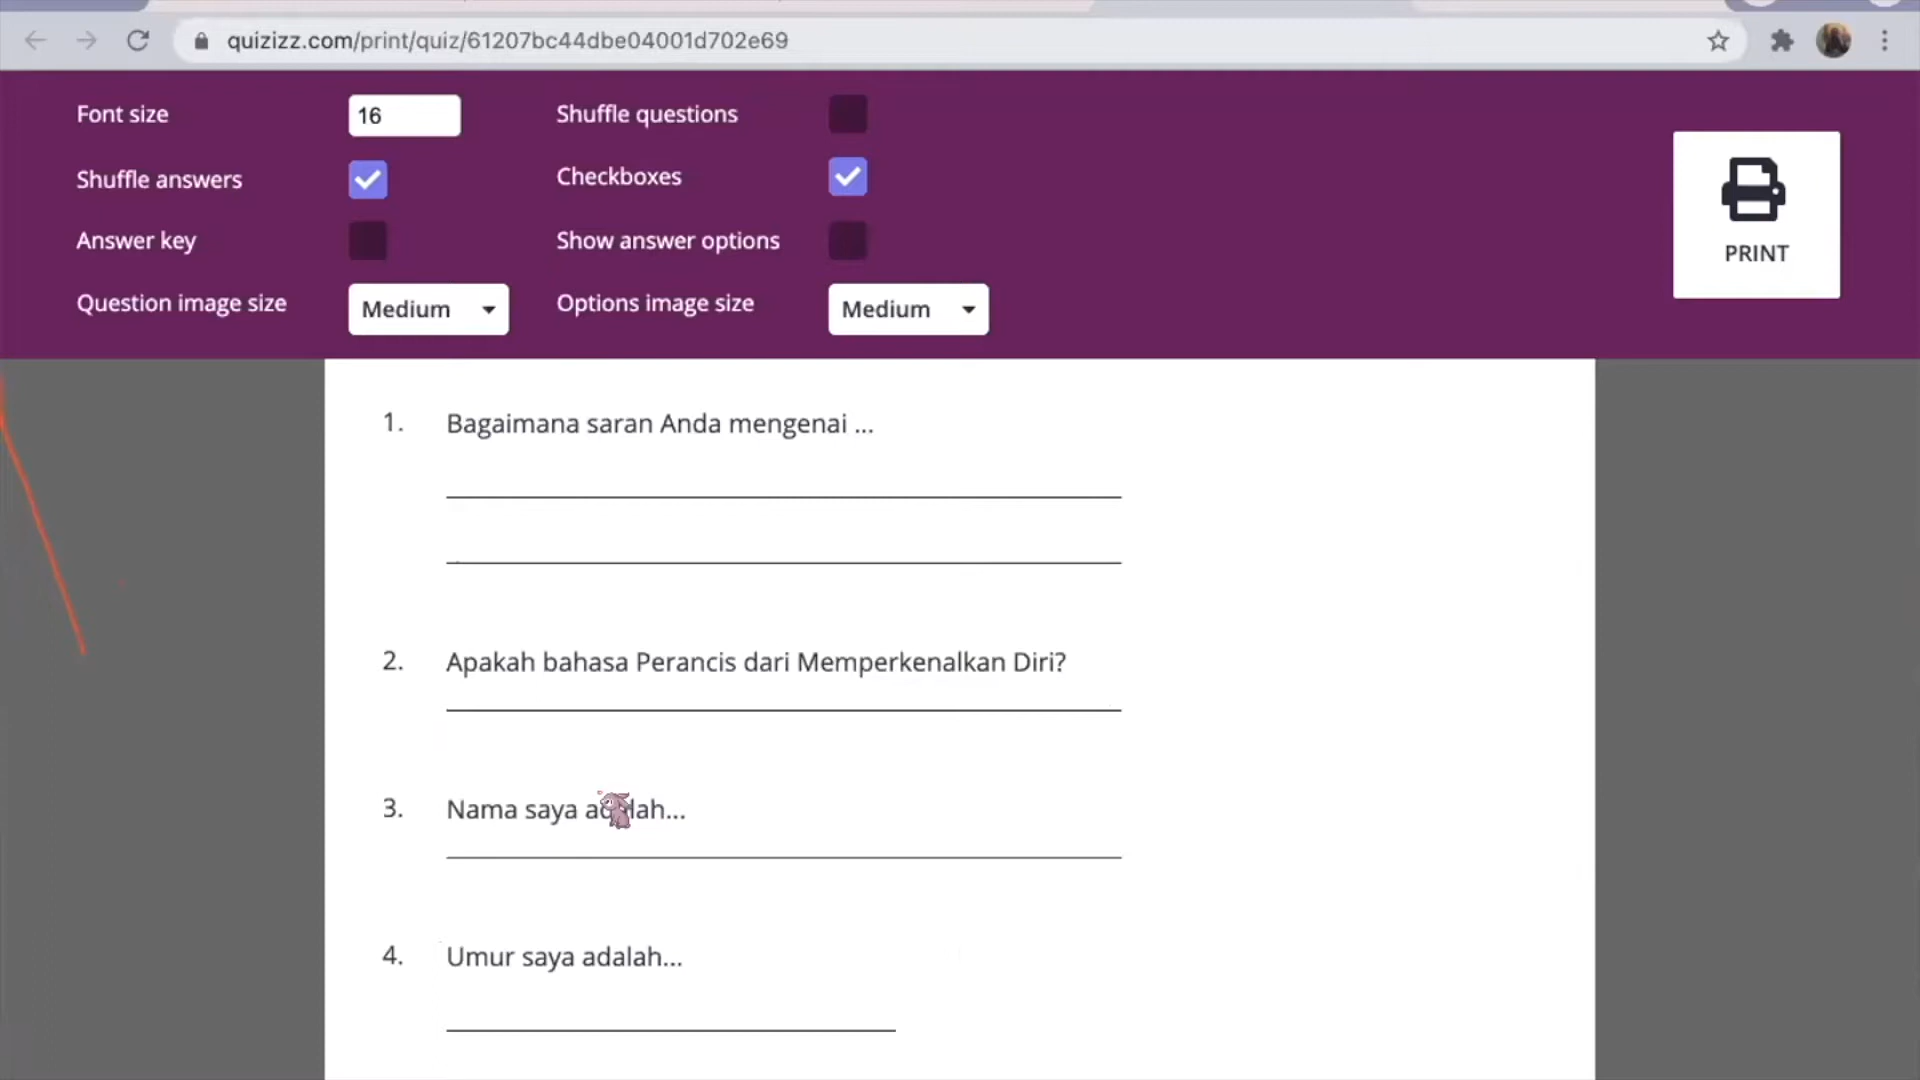 quizizz.com/print/quiz/61207bc44dbe04001d702e69
Font size 16 Shuffle questions
Shuffle answers Checkboxes
Answer key Show answer options
Question image size Medium Options image size Medium
PRINT
1. Bagaimana saran Anda mengenai ...
2. Apakah bahasa Perancis dari Memperkenalkan Diri?
3. Nama saya adalah...
4. Umur saya adalah...